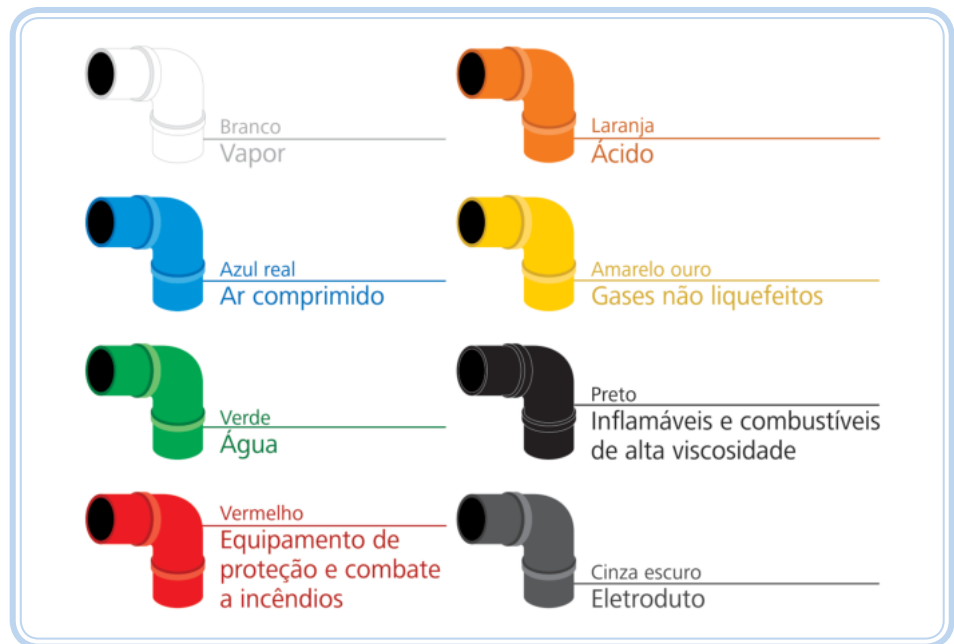 Branco
Vapor
Laranja
Ácido
Azul real
Ar comprimido
Amarelo ouro
Gases não liquefeitos
Verde
Água
Preto
Inflamáveis e combustíveis
de alta viscosidade
Vermelho
Equipamento de
proteção e combate
a incêndios
Cinza escuro
Eletroduto